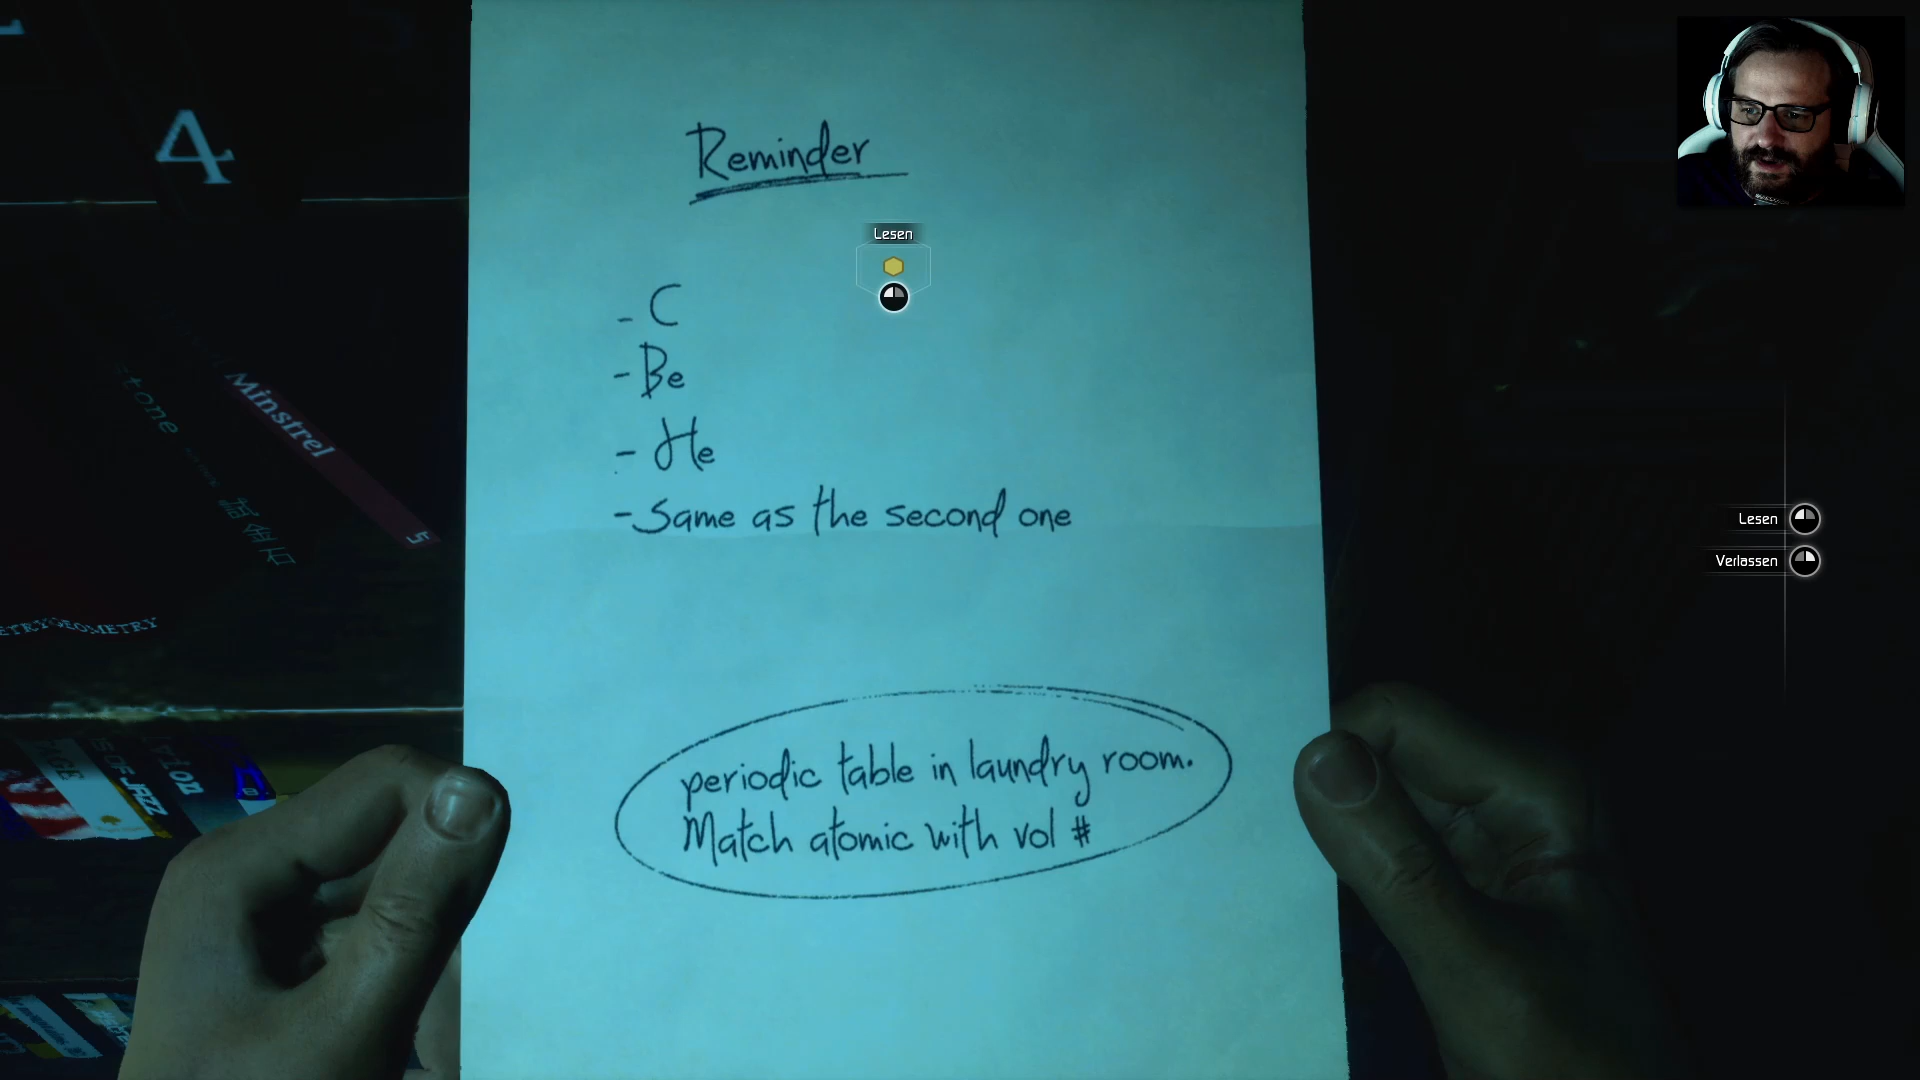 4
Reminder
Lesen
- C
- Be
- He
- Same as the second one
Minstrel
5
Lesen
Verlassen
periodic table in laundry room.
Match atomic with vol #